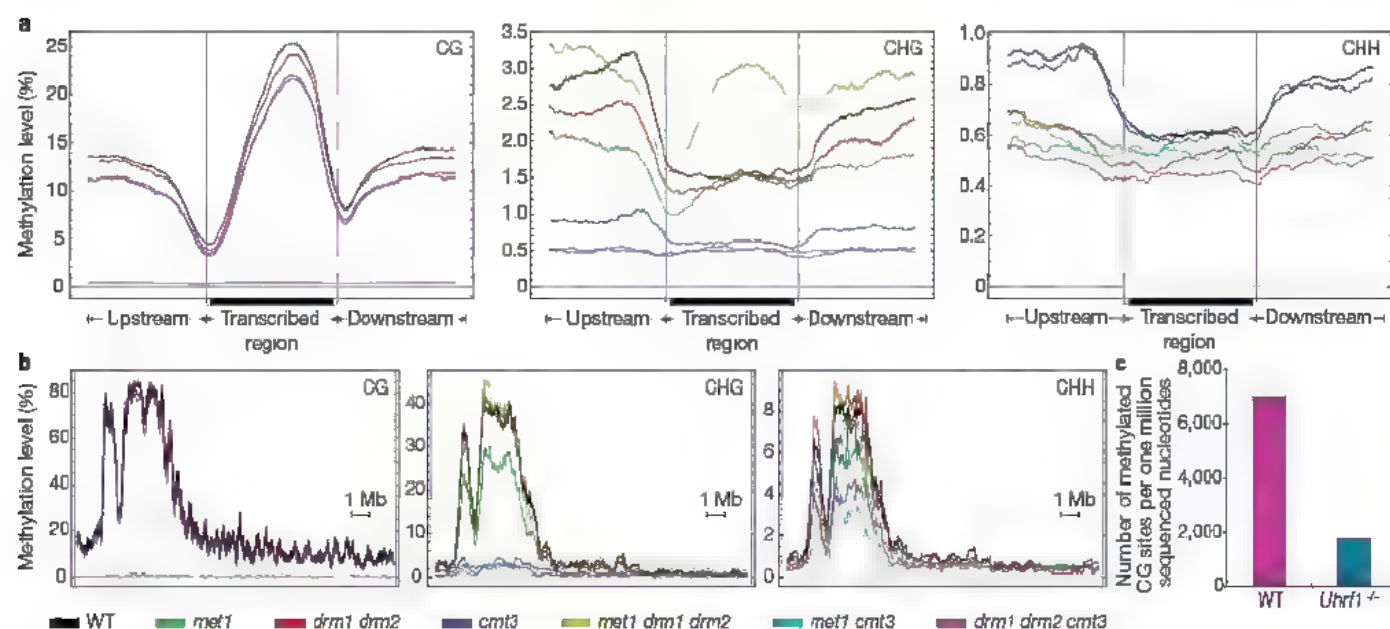 a
CG
CHG
CHH
Methylation level (%)
25
20
15
10
5
0
3.5
3.0
2.5
2.0
1.5
1.0
0.5
0
1.0
0.8
0.6
0.4
0.2
0
Upstream Transcribed region Downstream
Upstream Transcribed region Downstream
Upstream Transcribed region Downstream
b
CG
CHG
CHH
Methylation level (%)
80
60
40
20
0
40
30
20
10
0
8
6
4
2
0
1 Mb
1 Mb
1 Mb
c
Number of methylated
CG sites per one million
sequenced nucleotides
8,000
6,000
4,000
2,000
0
WT
Uhrf1 -/-
WT met1 drm1 drm2 cmt3 met1 drm1 drm2 met1 cmt3 drm1 drm2 cmt3